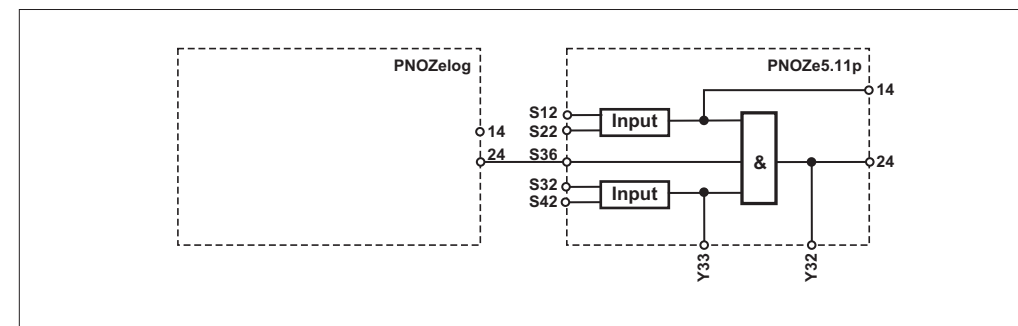 PNOZelog
14
24
PNOZe5.11p
S12
S22
S36
S32
S42
Input
Input
&
14
24
Y33
Y32